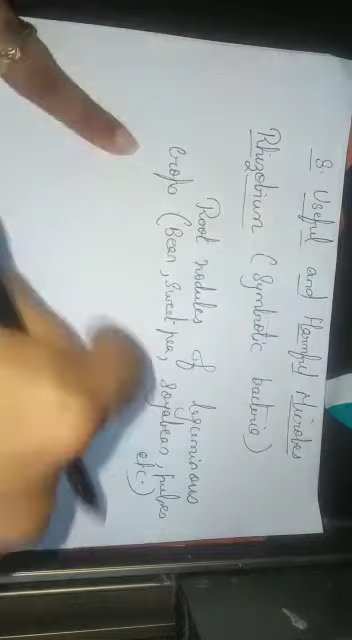 8. Useful and Harmful Microbes
Rhizobium (Symbiotic bacteria)
Root nodules of leguminous
crops (Bean, sweet pea, soyabean, pulses
etc.)